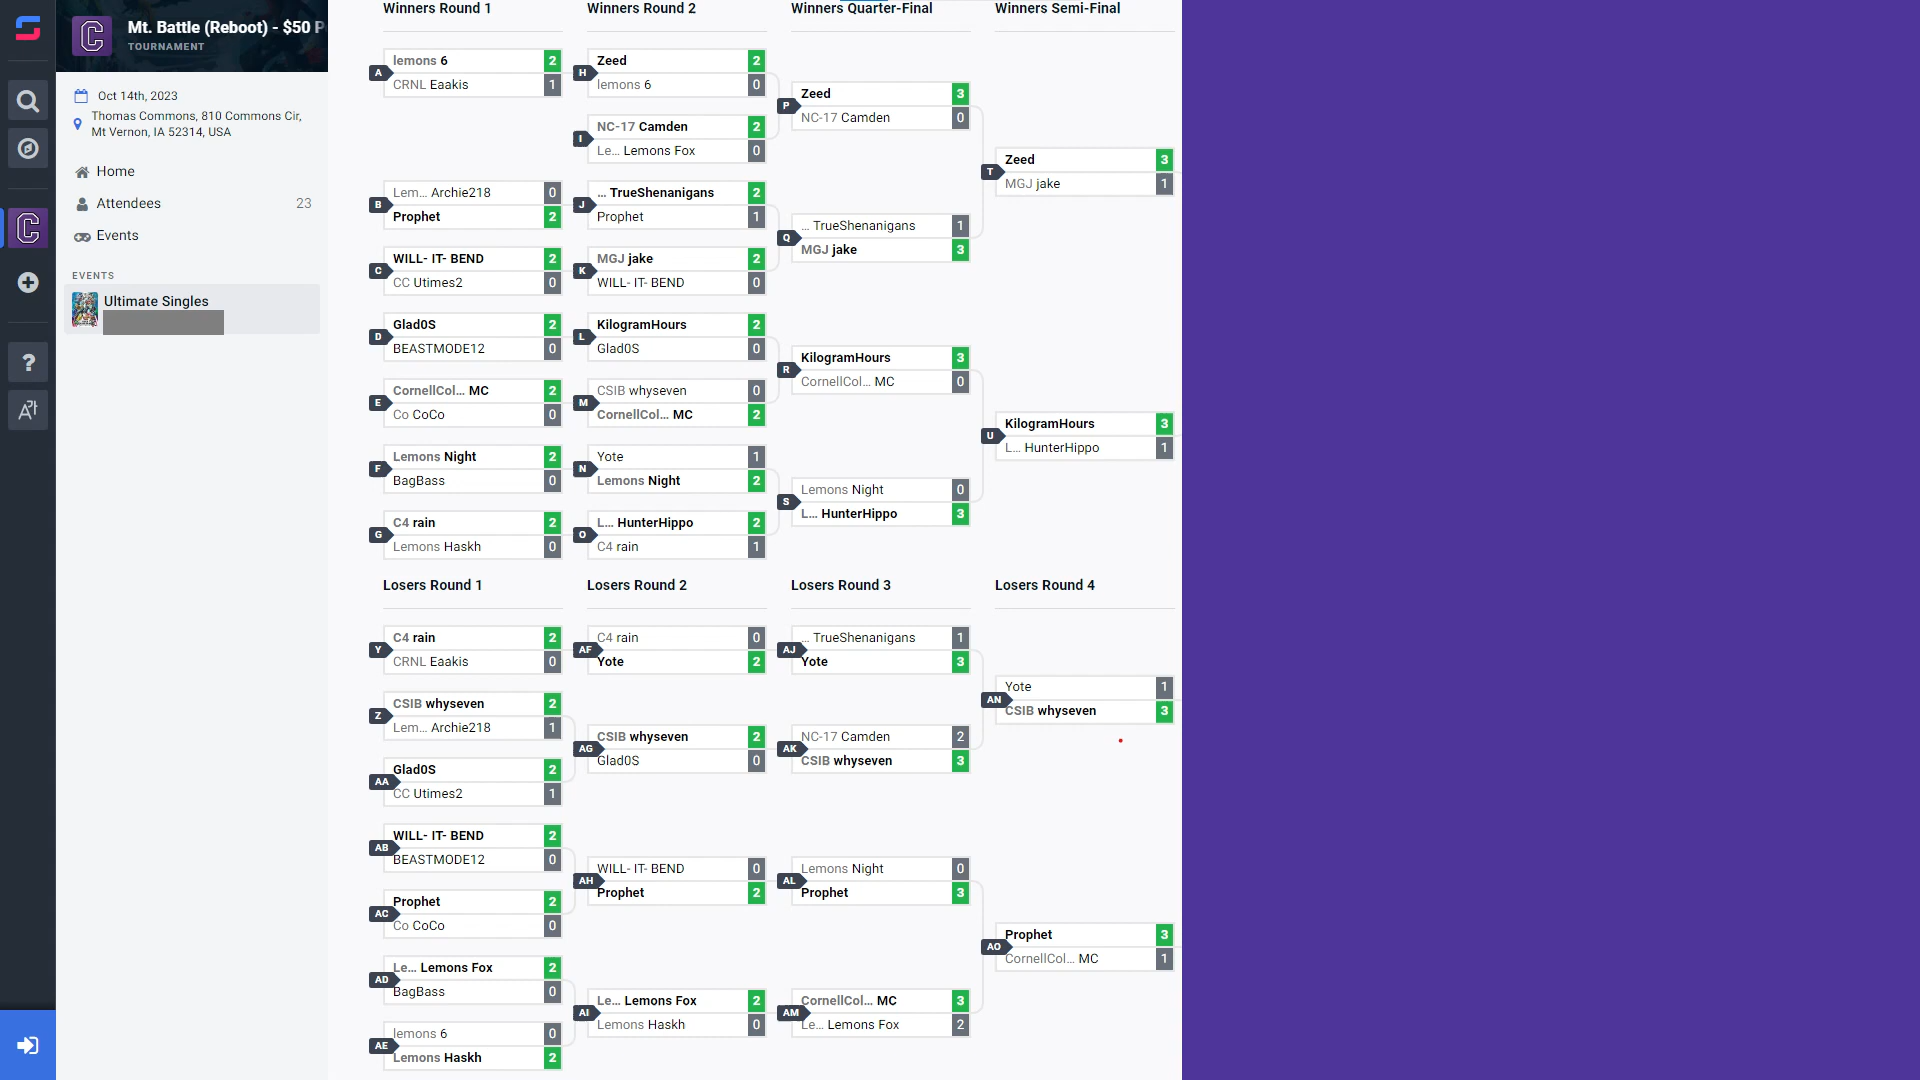 Mt. Battle (Reboot) - $50 P
TOURNAMENT
Oct 14th, 2023
Thomas Commons, 810 Commons Cir,
Mt Vernon, IA 52314, USA
Home
Attendees 23
Events
EVENTS
Ultimate Singles
Winners Round 1
A
lemons 6 2
CRNL Eaakis 1
B
Lem... Archie218 0
Prophet 2
C
WILL- IT- BEND 2
CC Utimes2 0
D
Glad0S 2
BEASTMODE12 0
E
CornellCol... MC 2
Co CoCo 0
F
Lemons Night 2
BagBass 0
G
C4 rain 2
Lemons Haskh 0
Winners Round 2
H
Zeed 2
lemons 6 0
I
NC-17 Camden 2
Le... Lemons Fox 0
J
... TrueShenanigans 2
Prophet 1
K
MGJ jake 2
WILL- IT- BEND 0
L
KilogramHours 2
Glad0S 0
M
CSIB whyseven 0
CornellCol... MC 2
N
Yote 1
Lemons Night 2
O
L... HunterHippo 2
C4 rain 1
Winners Quarter-Final
P
Zeed 3
NC-17 Camden 0
Q
... TrueShenanigans 1
MGJ jake 3
R
KilogramHours 3
CornellCol... MC 0
S
Lemons Night 0
L... HunterHippo 3
Winners Semi-Final
T
Zeed 3
MGJ jake 1
U
KilogramHours 3
L... HunterHippo 1
Losers Round 1
Y
C4 rain 2
CRNL Eaakis 0
Z
CSIB whyseven 2
Lem... Archie218 1
AA
Glad0S 2
CC Utimes2 1
AB
WILL- IT- BEND 2
BEASTMODE12 0
AC
Prophet 2
Co CoCo 0
AD
Le... Lemons Fox 2
BagBass 0
AE
lemons 6 0
Lemons Haskh 2
Losers Round 2
AF
C4 rain 0
Yote 2
AG
CSIB whyseven 2
Glad0S 0
AH
WILL- IT- BEND 0
Prophet 2
AI
Le... Lemons Fox 2
Lemons Haskh 0
Losers Round 3
AJ
... TrueShenanigans 1
Yote 3
AK
NC-17 Camden 2
CSIB whyseven 3
AL
Lemons Night 0
Prophet 3
AM
CornellCol... MC 3
Le... Lemons Fox 2
Losers Round 4
AN
Yote 1
CSIB whyseven 3
AO
Prophet 3
CornellCol... MC 1